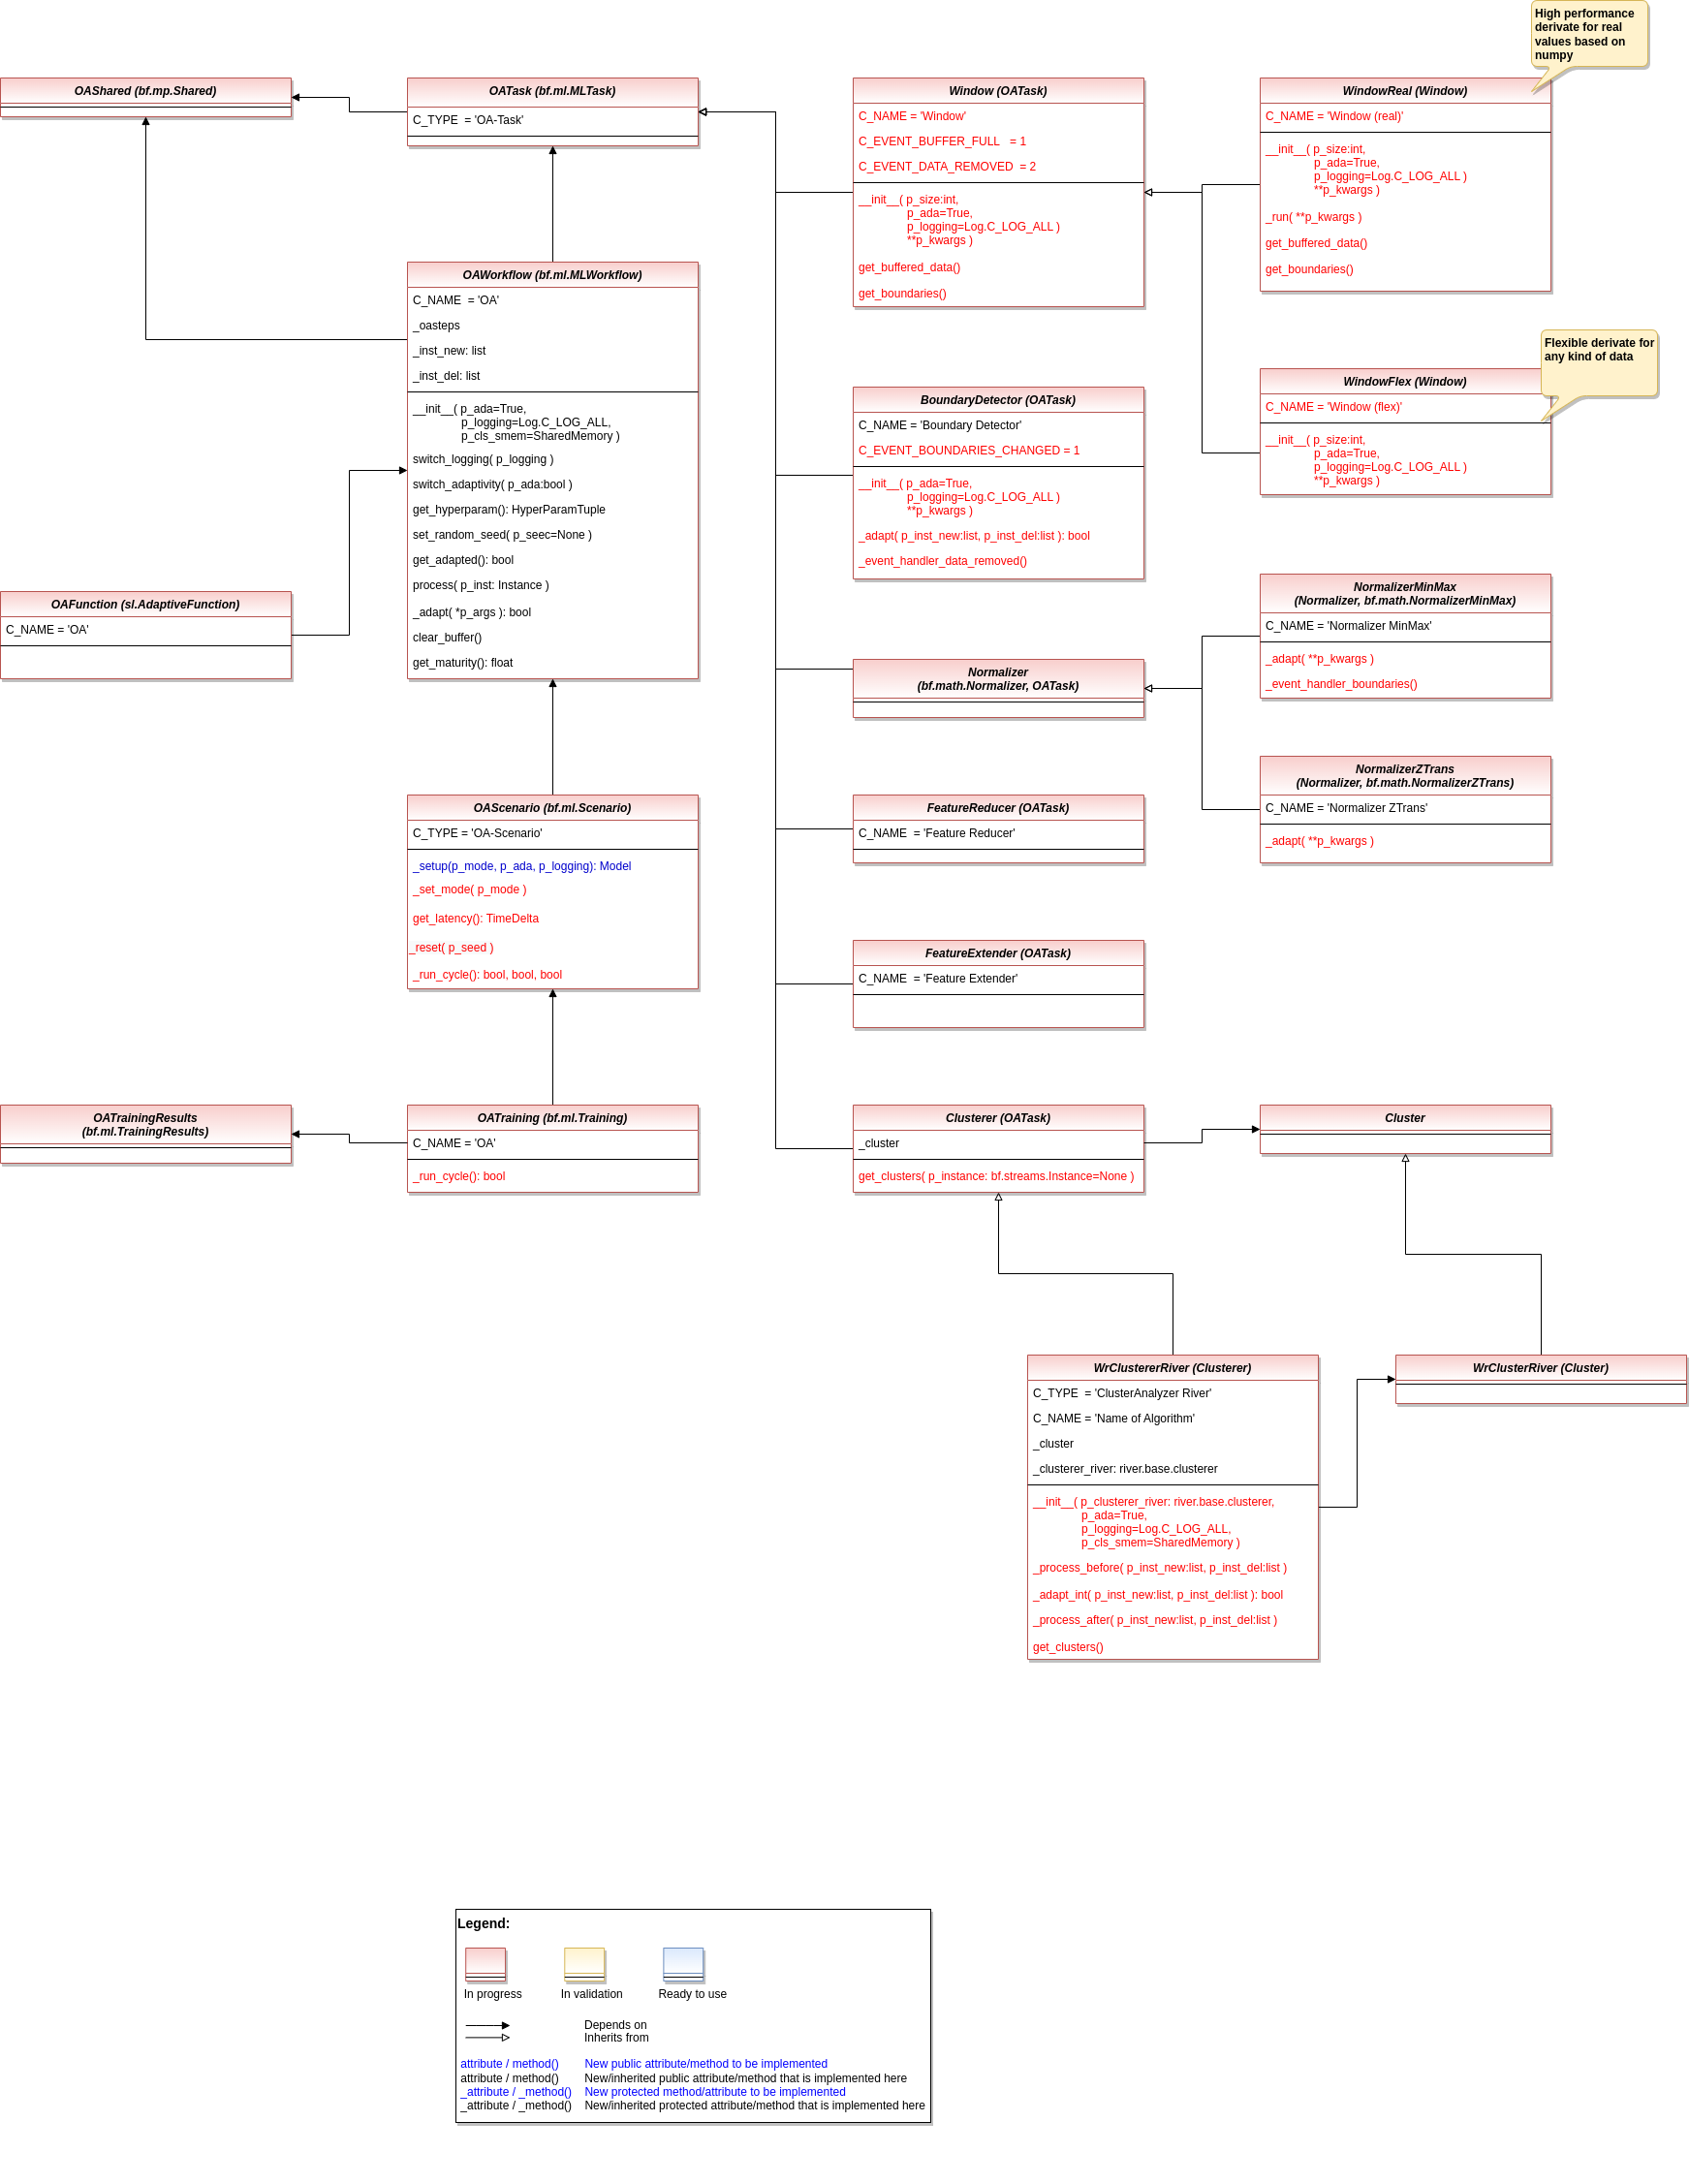 High performance
derivate for real
values based on
numpy
OAShared (bf.mp.Shared)
OATask (bf.ml.MLTask)
C_TYPE  = 'OA-Task'
Window (OATask)
C_NAME = 'Window'
C_EVENT_BUFFER_FULL   = 1
C_EVENT_DATA_REMOVED  = 2
__init__( p_size:int,
p_ada=True,
p_logging=Log.C_LOG_ALL )
**p_kwargs )
get_buffered_data()
get_boundaries()
WindowReal (Window)
C_NAME = 'Window (real)'
__init__( p_size:int,
p_ada=True,
p_logging=Log.C_LOG_ALL )
**p_kwargs )
_run( **p_kwargs )
get_buffered_data()
get_boundaries()
OAWorkflow (bf.ml.MLWorkflow)
C_NAME  = 'OA'
_oasteps
_inst_new: list
_inst_del: list
__init__( p_ada=True,
p_logging=Log.C_LOG_ALL,
p_cls_smem=SharedMemory )
switch_logging( p_logging )
switch_adaptivity( p_ada:bool )
get_hyperparam(): HyperParamTuple
set_random_seed( p_seec=None )
get_adapted(): bool
process( p_inst: Instance )
_adapt( *p_args ): bool
clear_buffer()
get_maturity(): float
Flexible derivate for
any kind of data
WindowFlex (Window)
C_NAME = 'Window (flex)'
__init__( p_size:int,
p_ada=True,
p_logging=Log.C_LOG_ALL )
**p_kwargs )
BoundaryDetector (OATask)
C_NAME = 'Boundary Detector'
C_EVENT_BOUNDARIES_CHANGED = 1
__init__( p_ada=True,
p_logging=Log.C_LOG_ALL )
**p_kwargs )
_adapt( p_inst_new:list, p_inst_del:list ): bool
_event_handler_data_removed()
OAFunction (sl.AdaptiveFunction)
C_NAME = 'OA'
NormalizerMinMax
(Normalizer, bf.math.NormalizerMinMax)
C_NAME = 'Normalizer MinMax'
_adapt( **p_kwargs )
_event_handler_boundaries()
Normalizer
(bf.math.Normalizer, OATask)
NormalizerZTrans
(Normalizer, bf.math.NormalizerZTrans)
C_NAME = 'Normalizer ZTrans'
_adapt( **p_kwargs )
OAScenario (bf.ml.Scenario)
C_TYPE = 'OA-Scenario'
_setup(p_mode, p_ada, p_logging): Model
_set_mode( p_mode )
get_latency(): TimeDelta
_reset( p_seed )
_run_cycle(): bool, bool, bool
FeatureReducer (OATask)
C_NAME  = 'Feature Reducer'
FeatureExtender (OATask)
C_NAME  = 'Feature Extender'
OATrainingResults
(bf.ml.TrainingResults)
OATraining (bf.ml.Training)
C_NAME = 'OA'
_run_cycle(): bool
Clusterer (OATask)
_cluster
get_clusters( p_instance: bf.streams.Instance=None )
Cluster
WrClustererRiver (Clusterer)
C_TYPE  = 'ClusterAnalyzer River'
C_NAME = 'Name of Algorithm'
_cluster
_clusterer_river: river.base.clusterer
__init__( p_clusterer_river: river.base.clusterer,
p_ada=True,
p_logging=Log.C_LOG_ALL,
p_cls_smem=SharedMemory )
_process_before( p_inst_new:list, p_inst_del:list )
_adapt_int( p_inst_new:list, p_inst_del:list ): bool
_process_after( p_inst_new:list, p_inst_del:list )
get_clusters()
WrClusterRiver (Cluster)
Legend:
In progress In validation Ready to use
Depends on
Inherits from
attribute / method() New public attribute/method to be implemented
attribute / method() New/inherited public attribute/method that is implemented here
_attribute / _method() New protected method/attribute to be implemented
_attribute / _method() New/inherited protected attribute/method that is implemented here